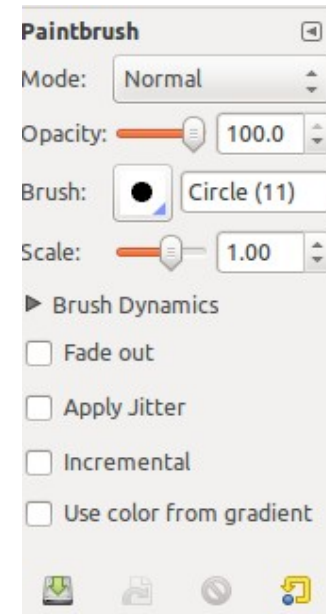 Paintbrush
Mode: Normal
Opacity: 100.0
Brush: Circle (11)
Scale: 1.00
Brush Dynamics
Fade out
Apply Jitter
Incremental
Use color from gradient